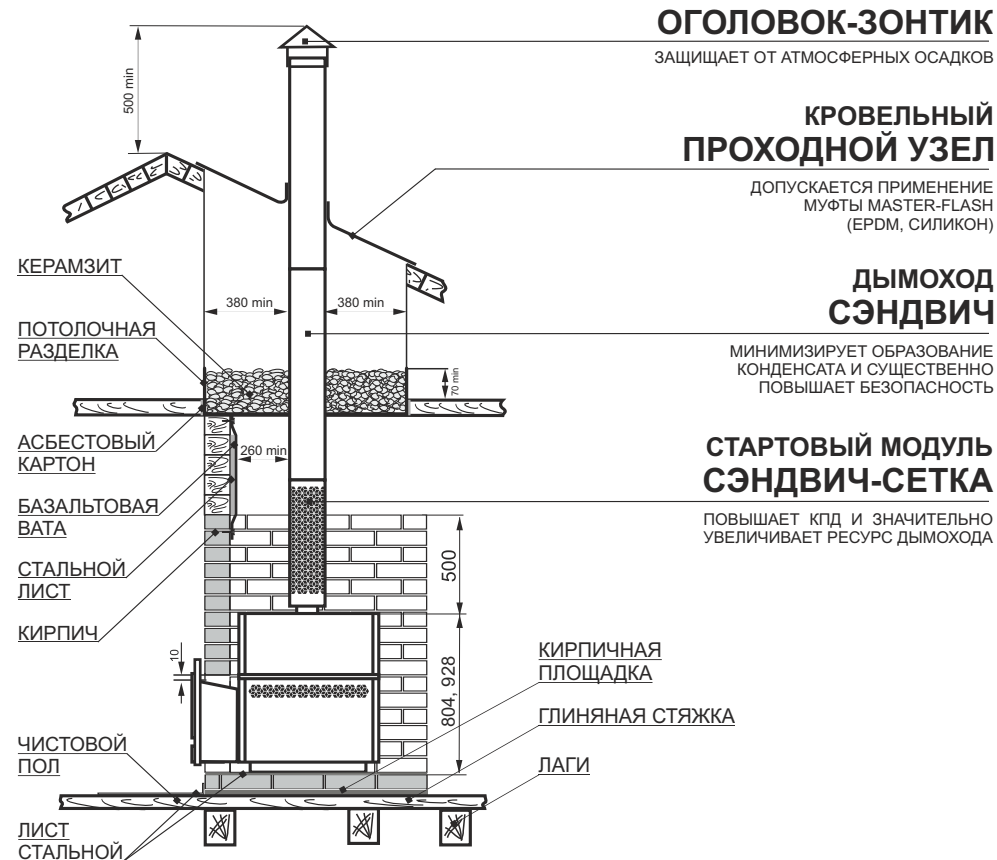 ОГОЛОВОК-ЗОНТИК
ЗАЩИЩАЕТ ОТ АТМОСФЕРНЫХ ОСАДКОВ
500 min
КРОВЕЛЬНЫЙ
ПРОХОДНОЙ УЗЕЛ
ДОПУСКАЕТСЯ ПРИМЕНЕНИЕ
МУФТЫ MASTER-FLASH
(EPDM, СИЛИКОН)
КЕРАМЗИТ
ПОТОЛОЧНАЯ
РАЗДЕЛКА
380 min
380 min
70 min
ДЫМОХОД
СЭНДВИЧ
МИНИМИЗИРУЕТ ОБРАЗОВАНИЕ
КОНДЕНСАТА И СУЩЕСТВЕННО
ПОВЫШАЕТ БЕЗОПАСНОСТЬ
АСБЕСТОВЫЙ
КАРТОН
260 min
БАЗАЛЬТОВАЯ
ВАТА
СТАЛЬНОЙ
ЛИСТ
КИРПИЧ
СТАРТОВЫЙ МОДУЛЬ
СЭНДВИЧ-СЕТКА
ПОВЫШАЕТ КПД И ЗНАЧИТЕЛЬНО
УВЕЛИЧИВАЕТ РЕСУРС ДЫМОХОДА
500
10
804, 928
КИРПИЧНАЯ
ПЛОЩАДКА
ГЛИНЯНАЯ СТЯЖКА
ЛАГИ
ЧИСТОВОЙ
ПОЛ
ЛИСТ
СТАЛЬНОЙ